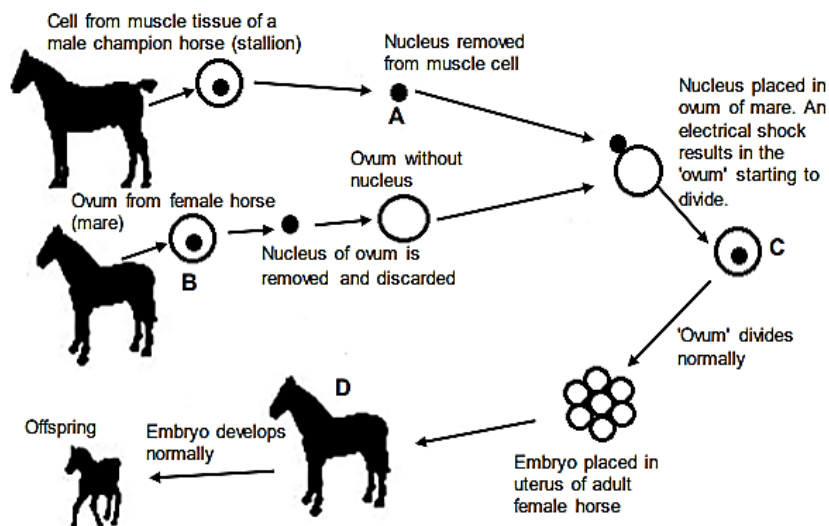 Cell from muscle tissue of a
male champion horse (stallion)
Nucleus removed
from muscle cell
A
Nucleus placed in
ovum of mare. An
electrical shock
results in the
'ovum' starting to
divide.
Ovum without
nucleus
Ovum from female horse
(mare)
B
Nucleus of ovum is
removed and discarded
C
'Ovum' divides
normally
D
Offspring
Embryo develops
normally
Embryo placed in
uterus of adult
female horse